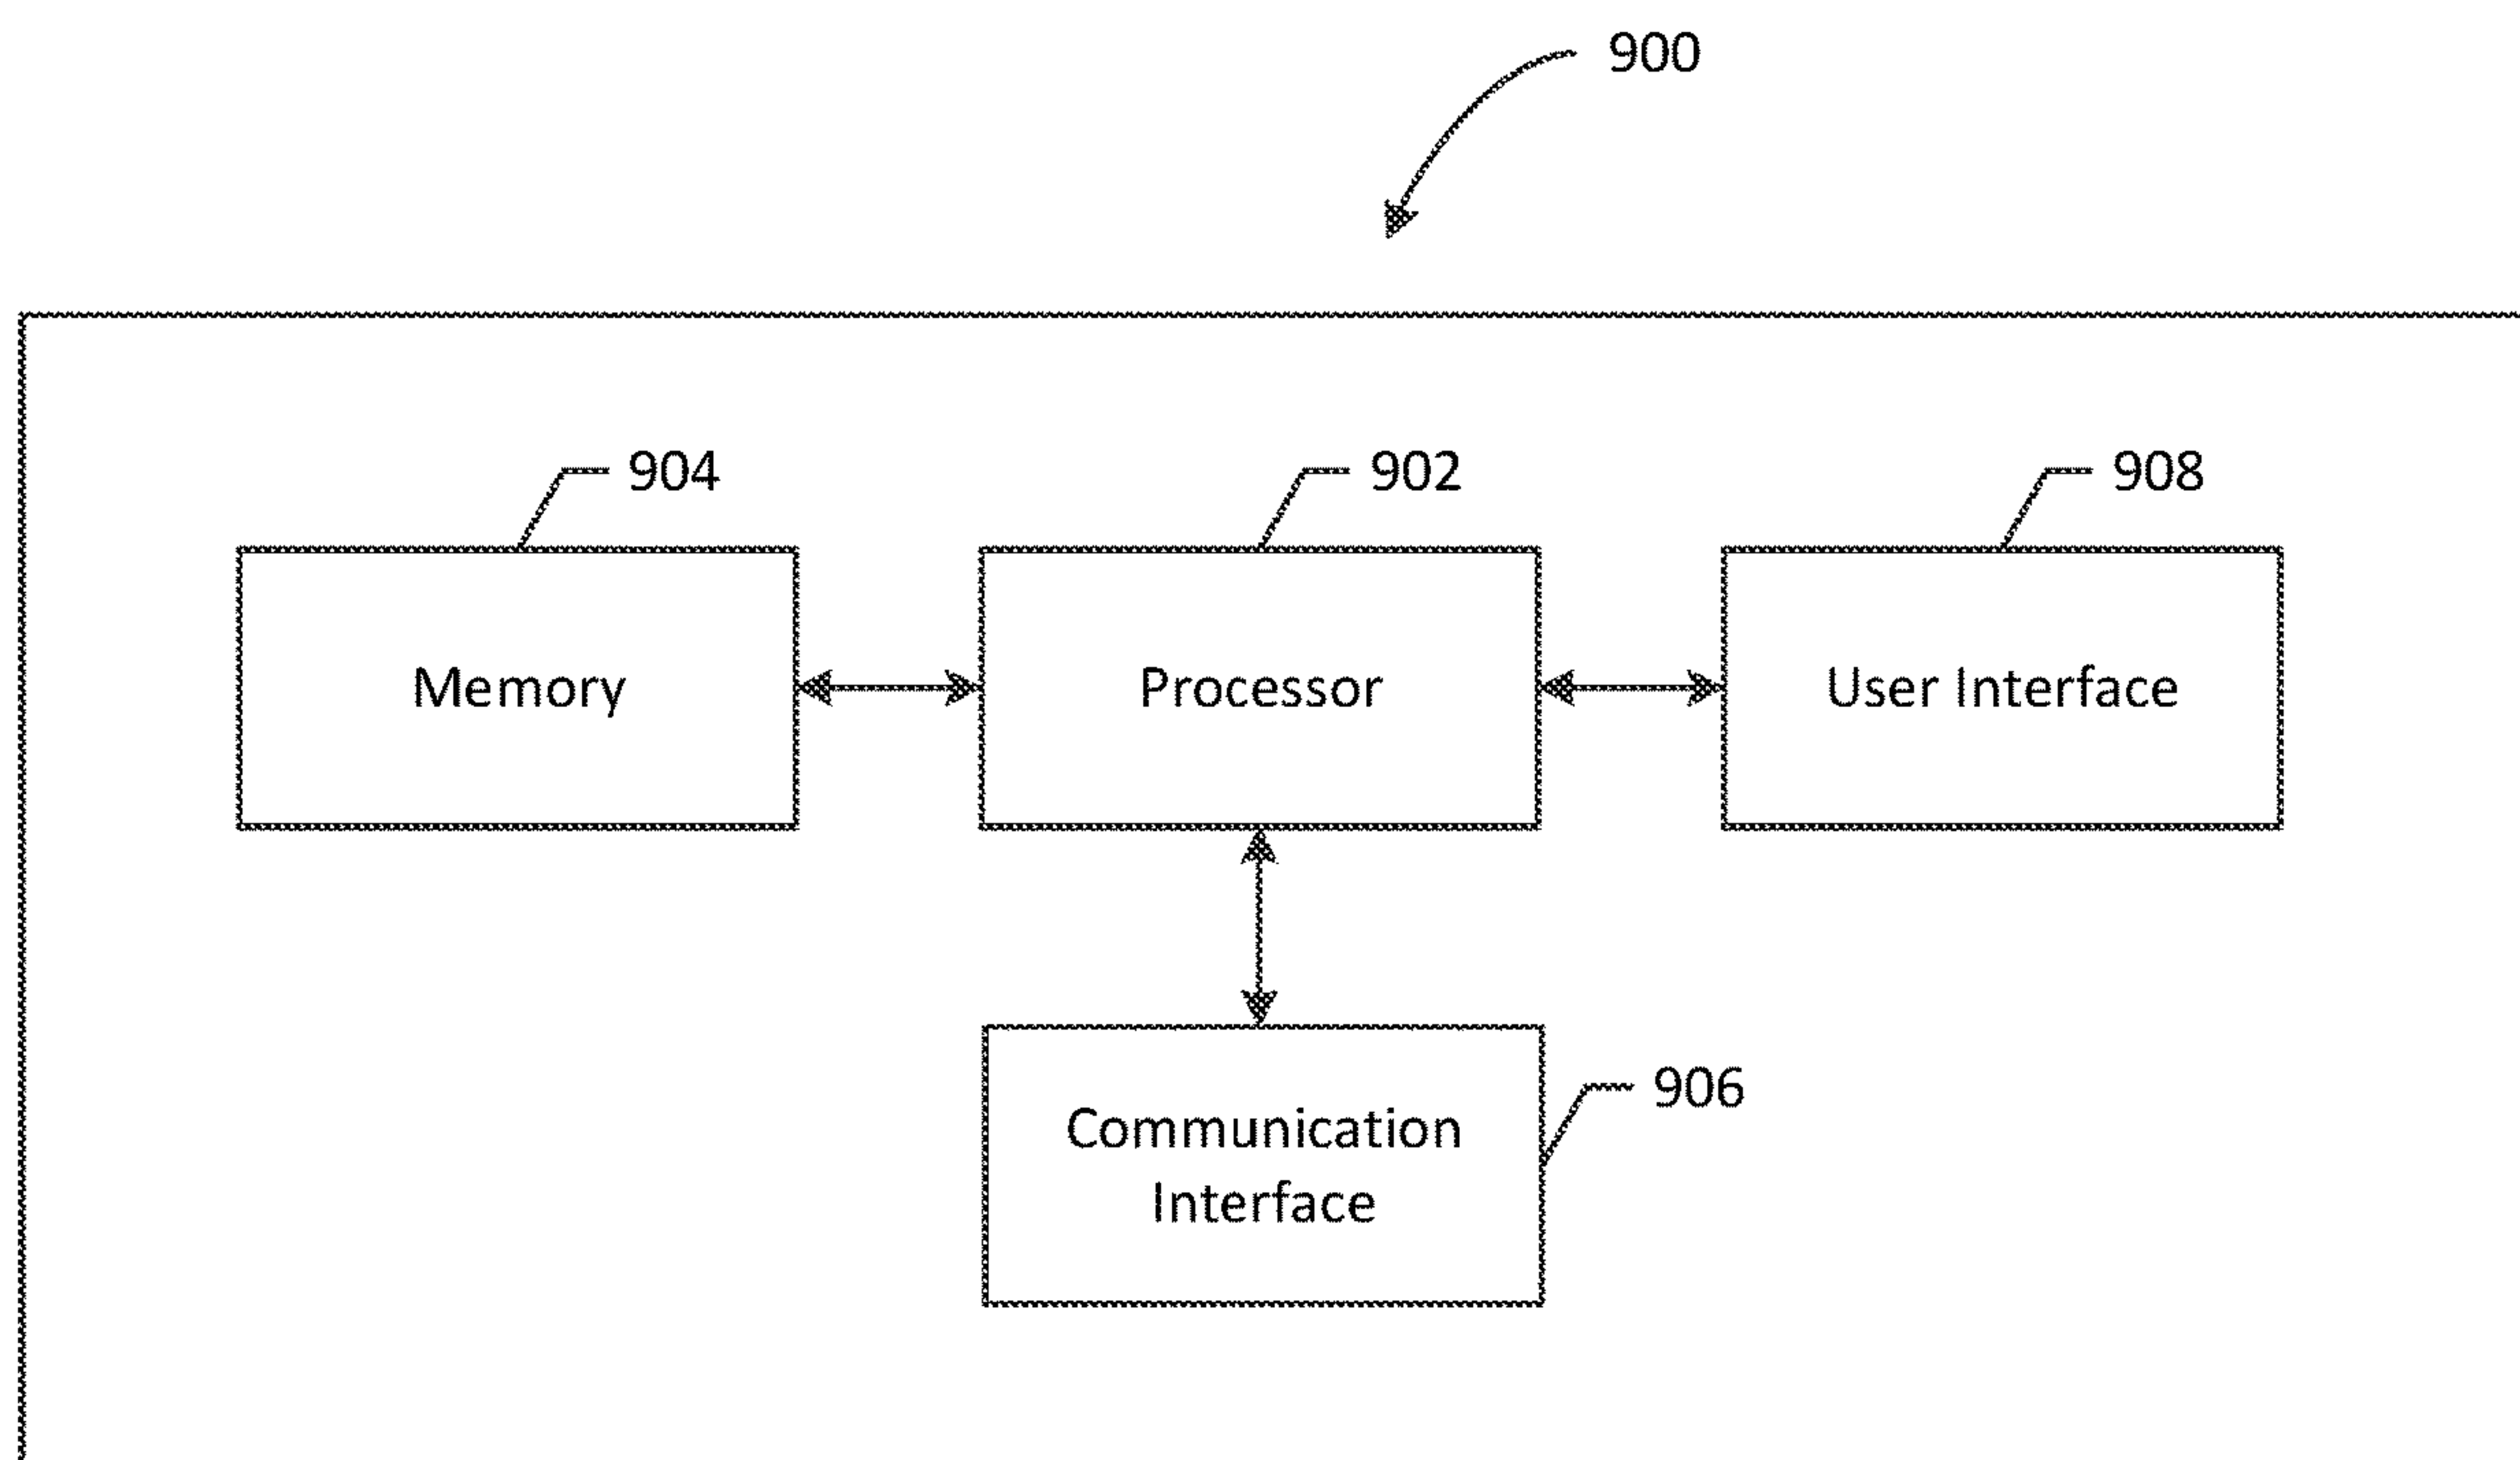 900
904
902
908
Memory
Processor
User Interface
906
Communication
Interface